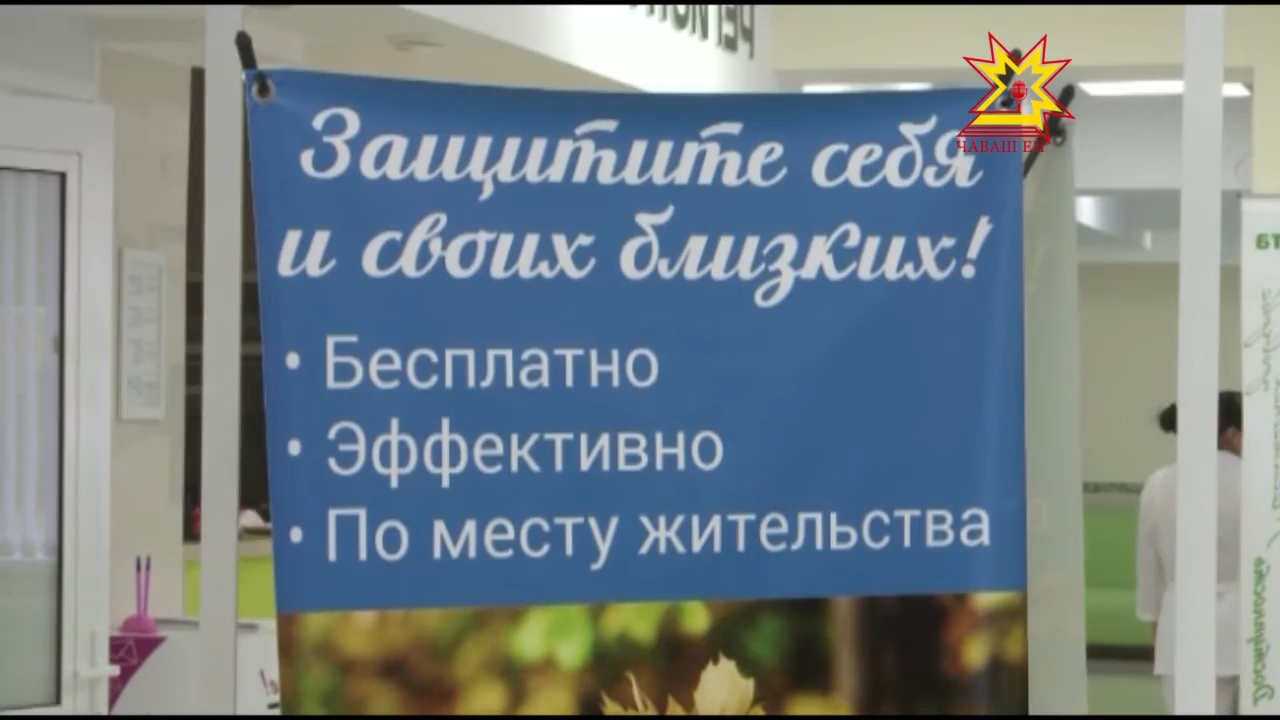 ЧАВАШ ЕН
Защитите себя
и своих близких!
• Бесплатно
• Эффективно
• По месту жительства